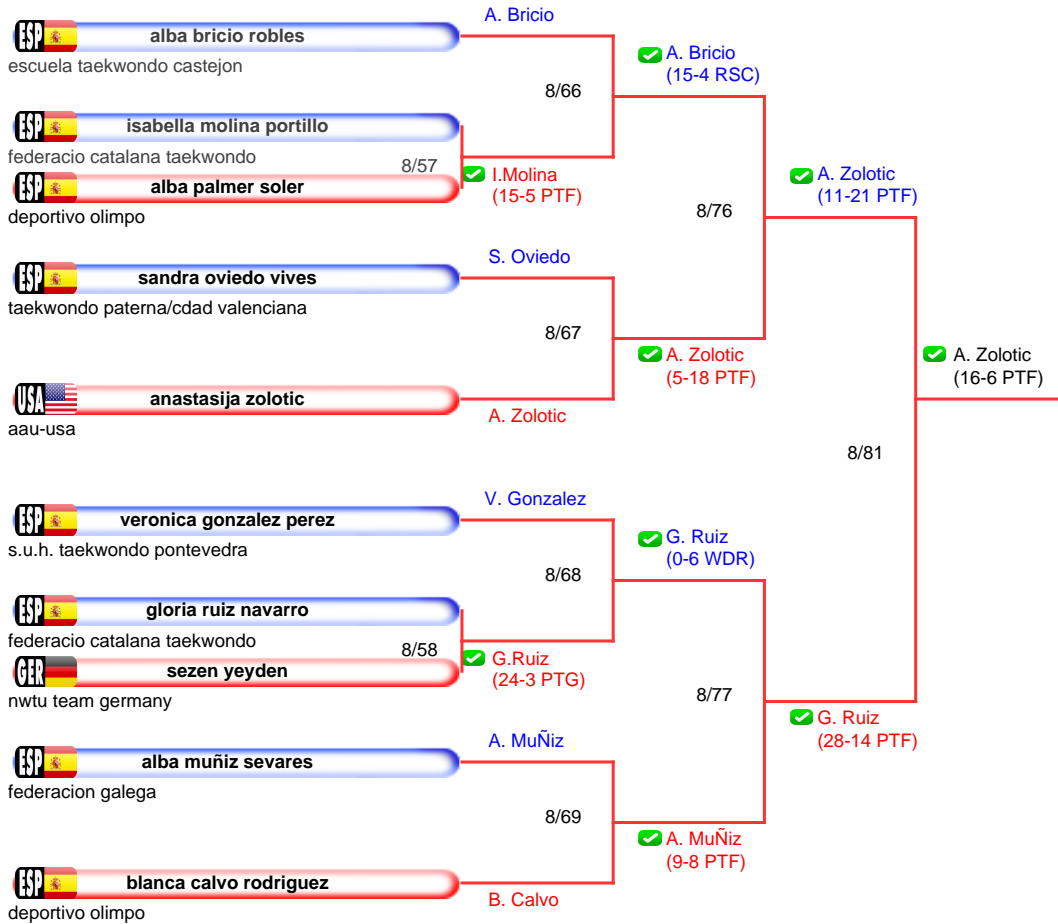 A. Bricio
ESP alba bricio robles
escuela taekwondo castejon
A. Bricio
(15-4 RSC)
8/66
ESP isabella molina portillo
federacio catalana taekwondo
8/57
I.Molina
(15-5 PTF)
ESP alba palmer soler
deportivo olimpo
A. Zolotic
(11-21 PTF)
8/76
S. Oviedo
ESP sandra oviedo vives
taekwondo paterna/cdad valenciana
8/67
A. Zolotic
(5-18 PTF)
USA anastasija zolotic
aau-usa
A. Zolotic
A. Zolotic
(16-6 PTF)
8/81
V. Gonzalez
ESP veronica gonzalez perez
s.u.h. taekwondo pontevedra
G. Ruiz
(0-6 WDR)
8/68
ESP gloria ruiz navarro
federacio catalana taekwondo
8/58
G.Ruiz
(24-3 PTG)
GER sezen yeyden
nwtu team germany
8/77
G. Ruiz
(28-14 PTF)
A. MuÑiz
ESP alba muñiz sevares
federacion galega
8/69
A. MuÑiz
(9-8 PTF)
ESP blanca calvo rodriguez
deportivo olimpo
B. Calvo